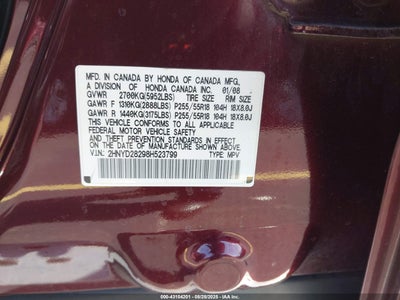 MFD. IN CANADA BY HONDA OF CANADA MFG.
A DIVISION OF
HONDA CANADA INC. 01/08
GVWR 2700KG(5952LBS) TIRE SIZE RIM SIZE
GAWR F 1310KG(2888LBS) P255/55R18 104H 18X8.0J
GAWR R 1440KG(3175LBS) P255/55R18 104H 18X8.0J
THIS VEHICLE CONFORMS TO ALL APPLICABLE
FEDERAL MOTOR VEHICLE SAFETY
AND THEFT PREVENTION STANDARDS IN EFFECT ON
THE DATE OF MANUFACTURE SHOWN ABOVE.
V.I.N: 2HNYD28298H523799 TYPE: MPV
000-43104201 - 08/28/2025 - IAA Inc.